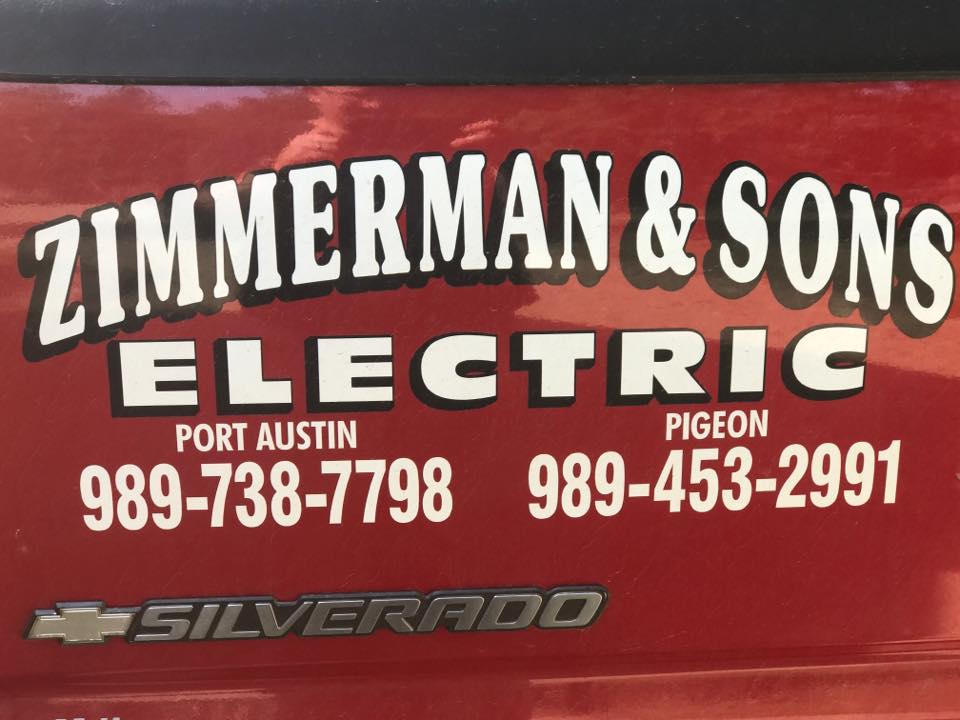 ZIMMERMAN & SONS
ELECTRIC
PORT AUSTIN
989-738-7798
PIGEON
989-453-2991
SILVERADO